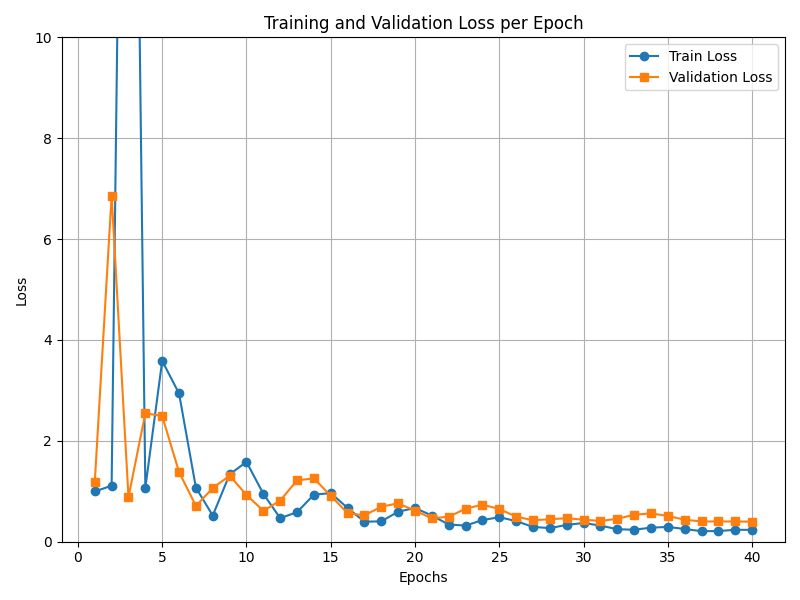 Training and Validation Loss per Epoch
Train Loss
Validation Loss
Loss
10
8
6
4
2
0
0 5 10 15 20 25 30 35 40
Epochs